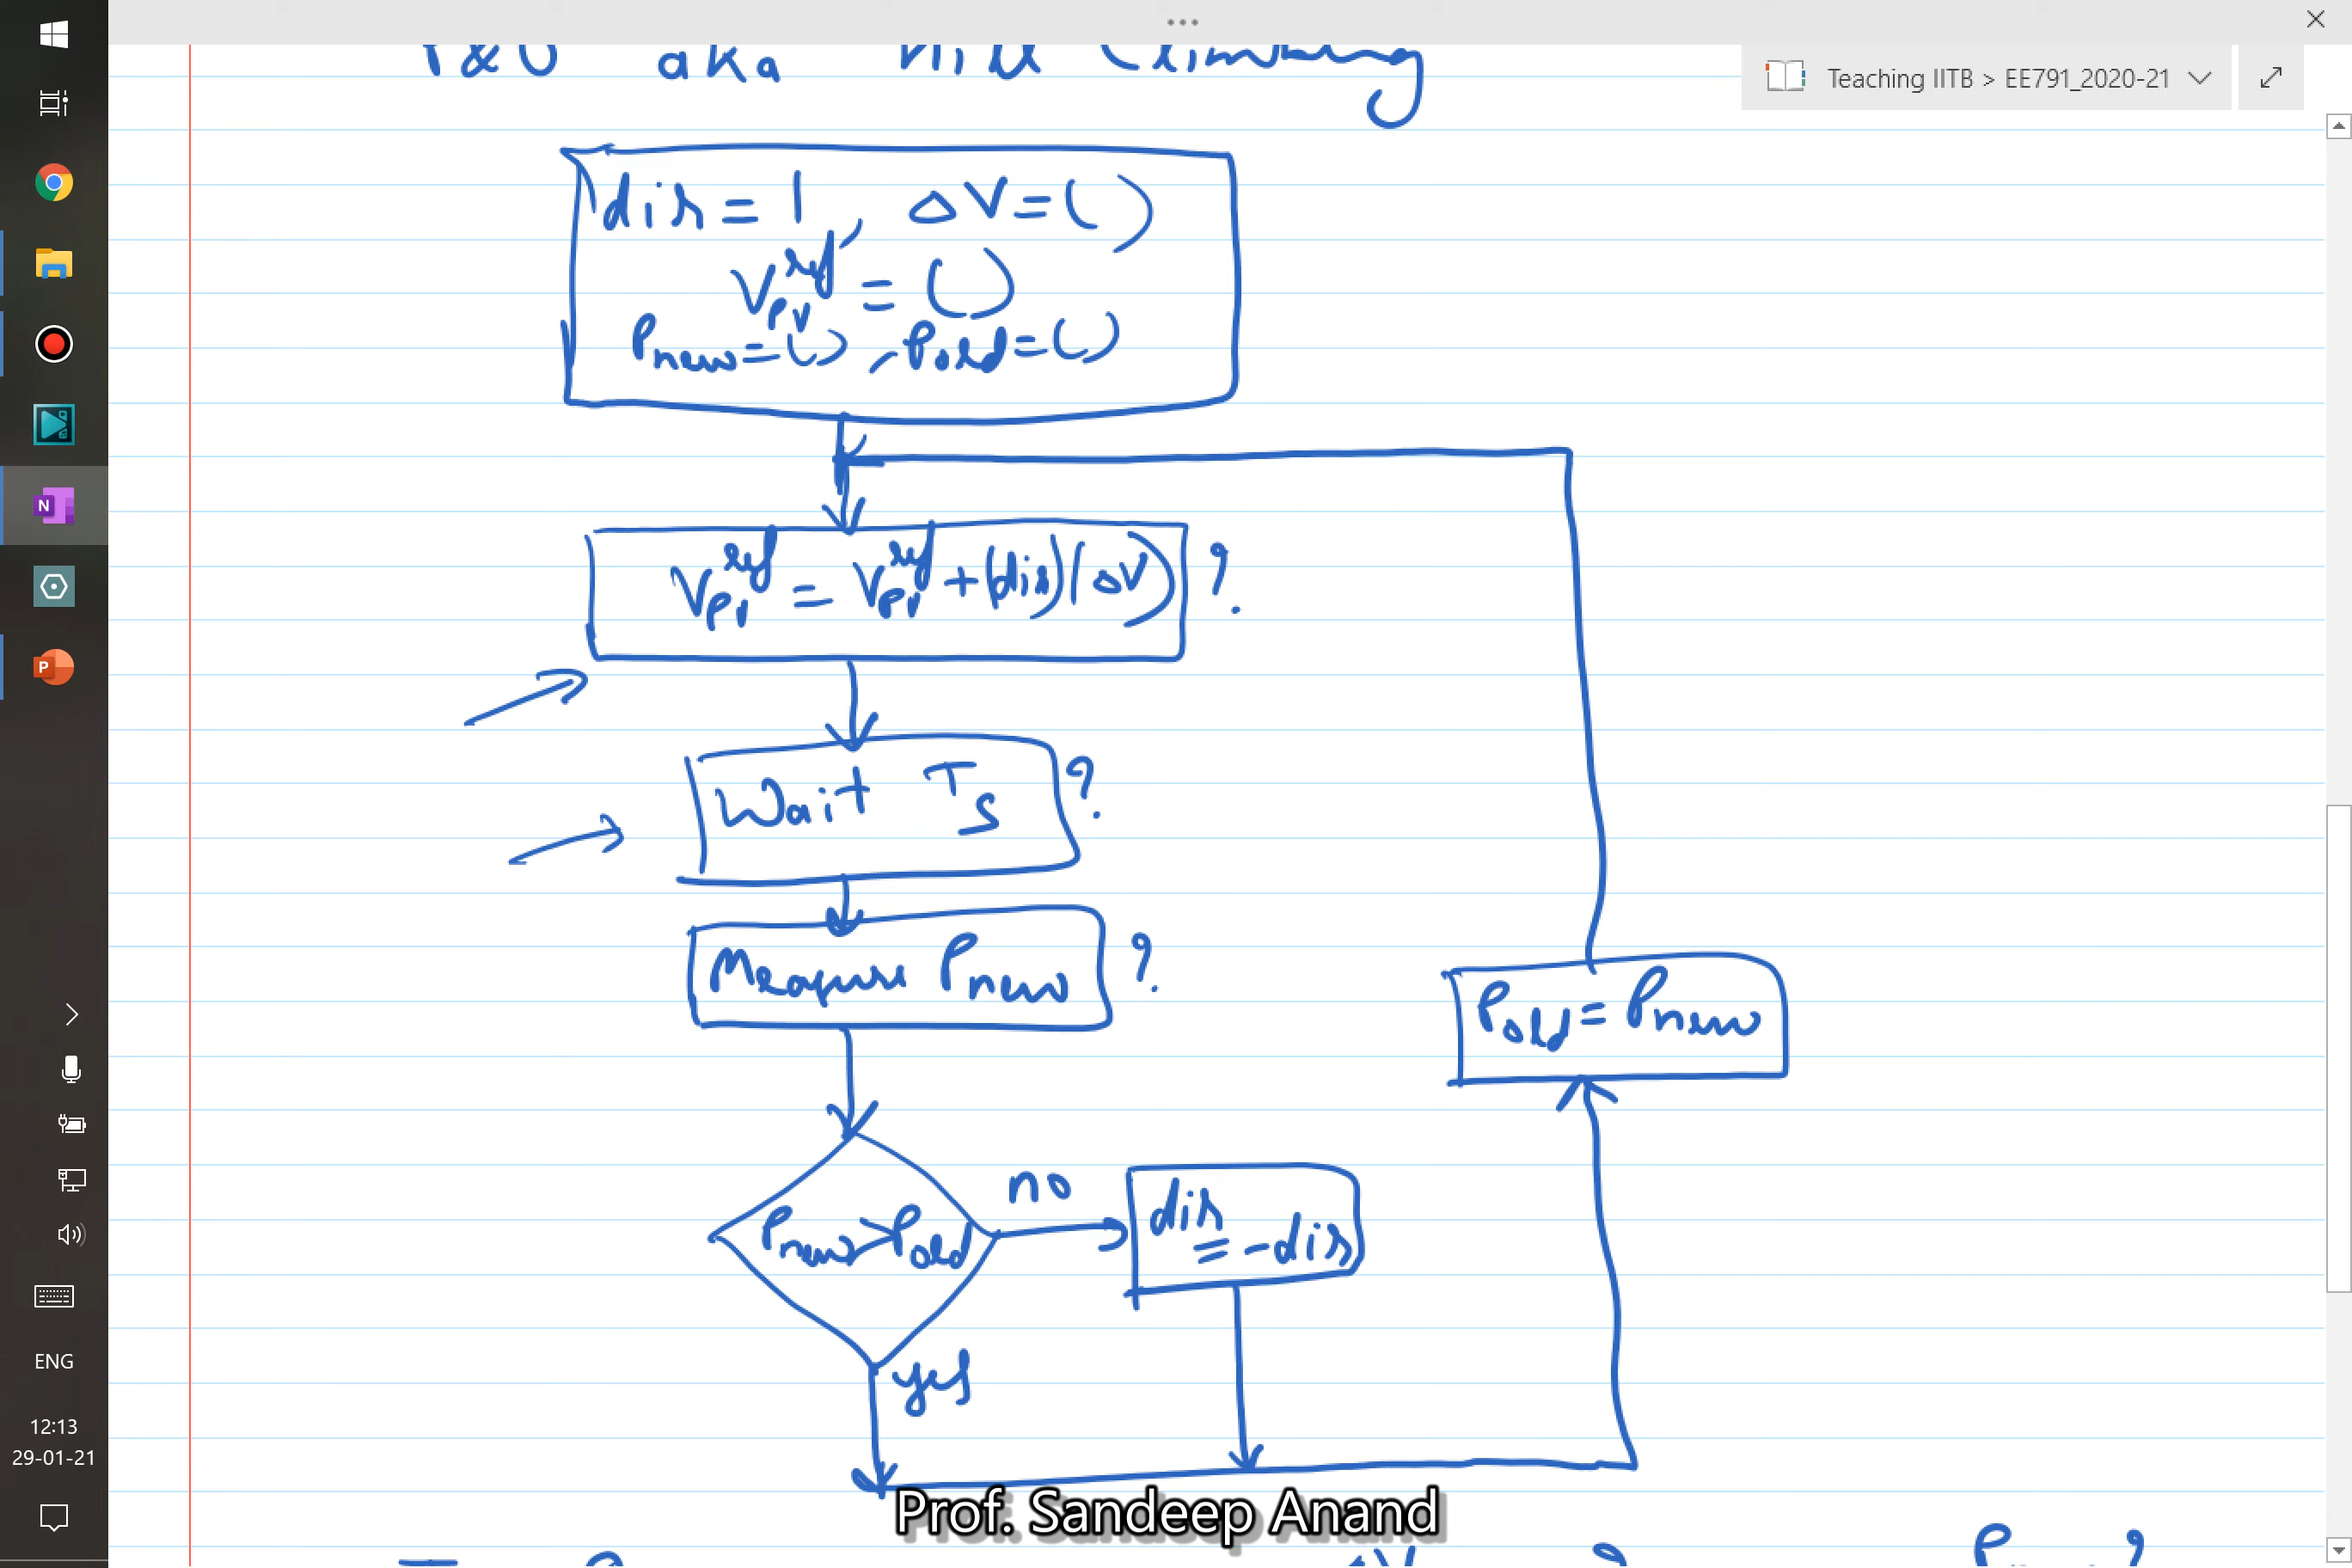 P&O aka Hill Climbing
Teaching IITB > EE791_2020-21
dir = 1, ΔV = ( )
V_PV^ref = ( )
P_new = ( ), P_old = ( )
V_PV^ref = V_PV^ref + (dir)(ΔV) ?
Wait T_S ?
Measure P_new ?
P_old = P_new
P_new > P_old
no
dir
= -dir
yes
Prof. Sandeep Anand
ENG
12:13
29-01-21